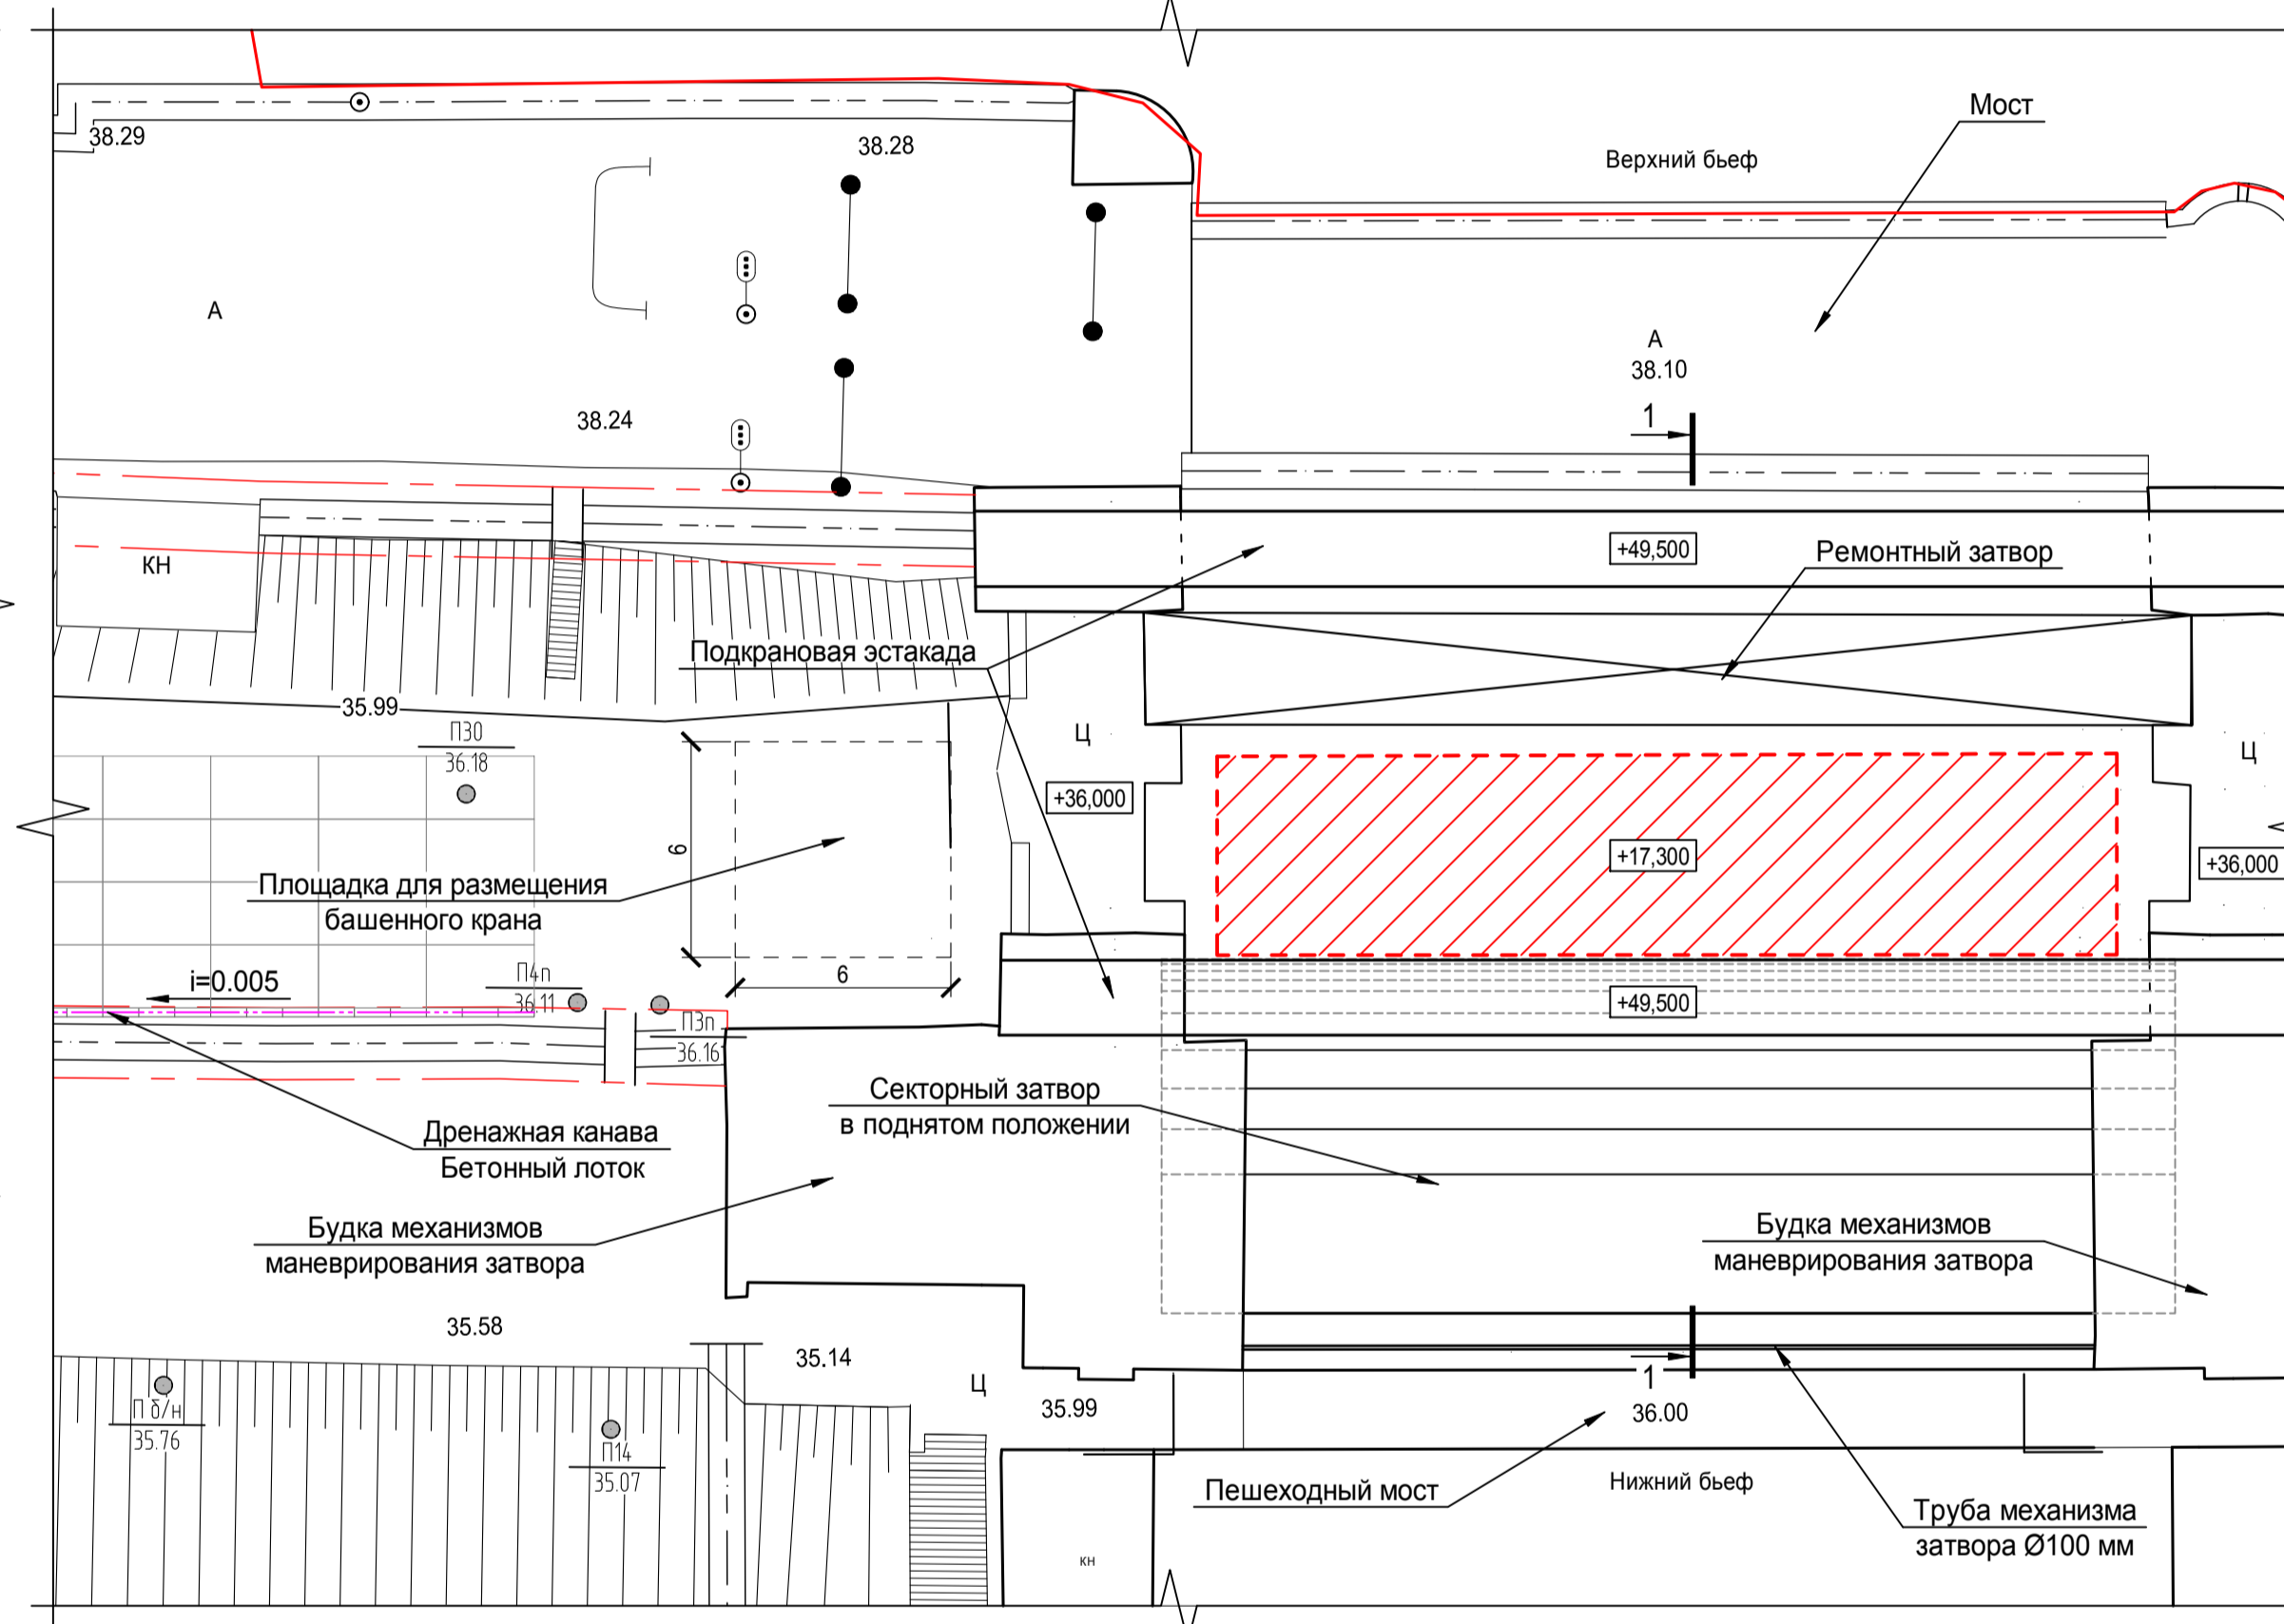 Мост
38.29
38.28
Верхний бьеф
А
А
38.10
1
38.24
+49,500
Ремонтный затвор
КН
Подкрановая эстакада
35.99
П30
36.18
Ц
Ц
+36,000
6
+17,300
+36,000
Площадка для размещения
башенного крана
6
i=0.005
П4п
36.11
+49,500
П3п
36.16
Секторный затвор
в поднятом положении
Дренажная канава
Бетонный лоток
Будка механизмов
маневрирования затвора
Будка механизмов
маневрирования затвора
35.58
35.14
Ц
1
35.99
36.00
П б/н
35.76
П14
35.07
Пешеходный мост
Нижний бьеф
Труба механизма
затвора Ø100 мм
кн